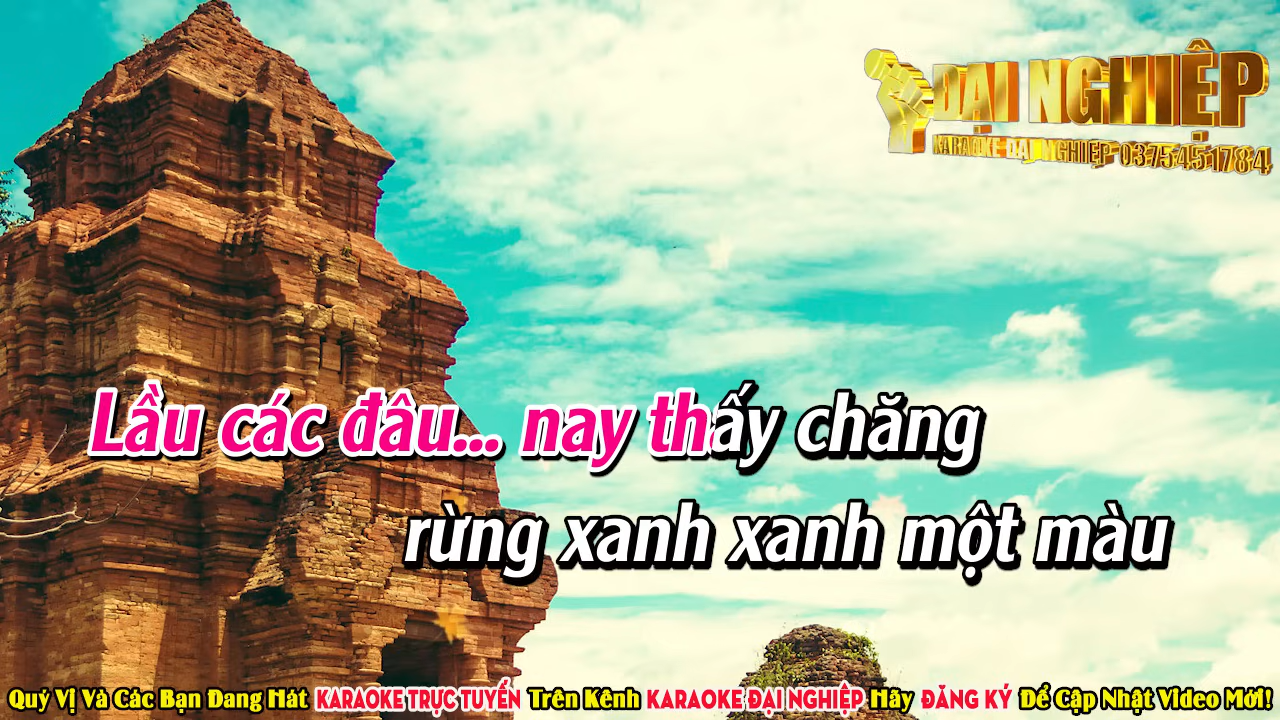 ĐẠI NGHIỆP
KARAOKE ĐẠI NGHIỆP 0375451784
Lầu các đâu... nay thấy chăng
rừng xanh xanh một màu
Quý Vị Và Các Bạn Đang Hát KARAOKE TRỰC TUYẾN Trên Kênh KARAOKE ĐẠI NGHIỆP Hãy ĐĂNG KÝ Để Cập Nhật Video Mới!